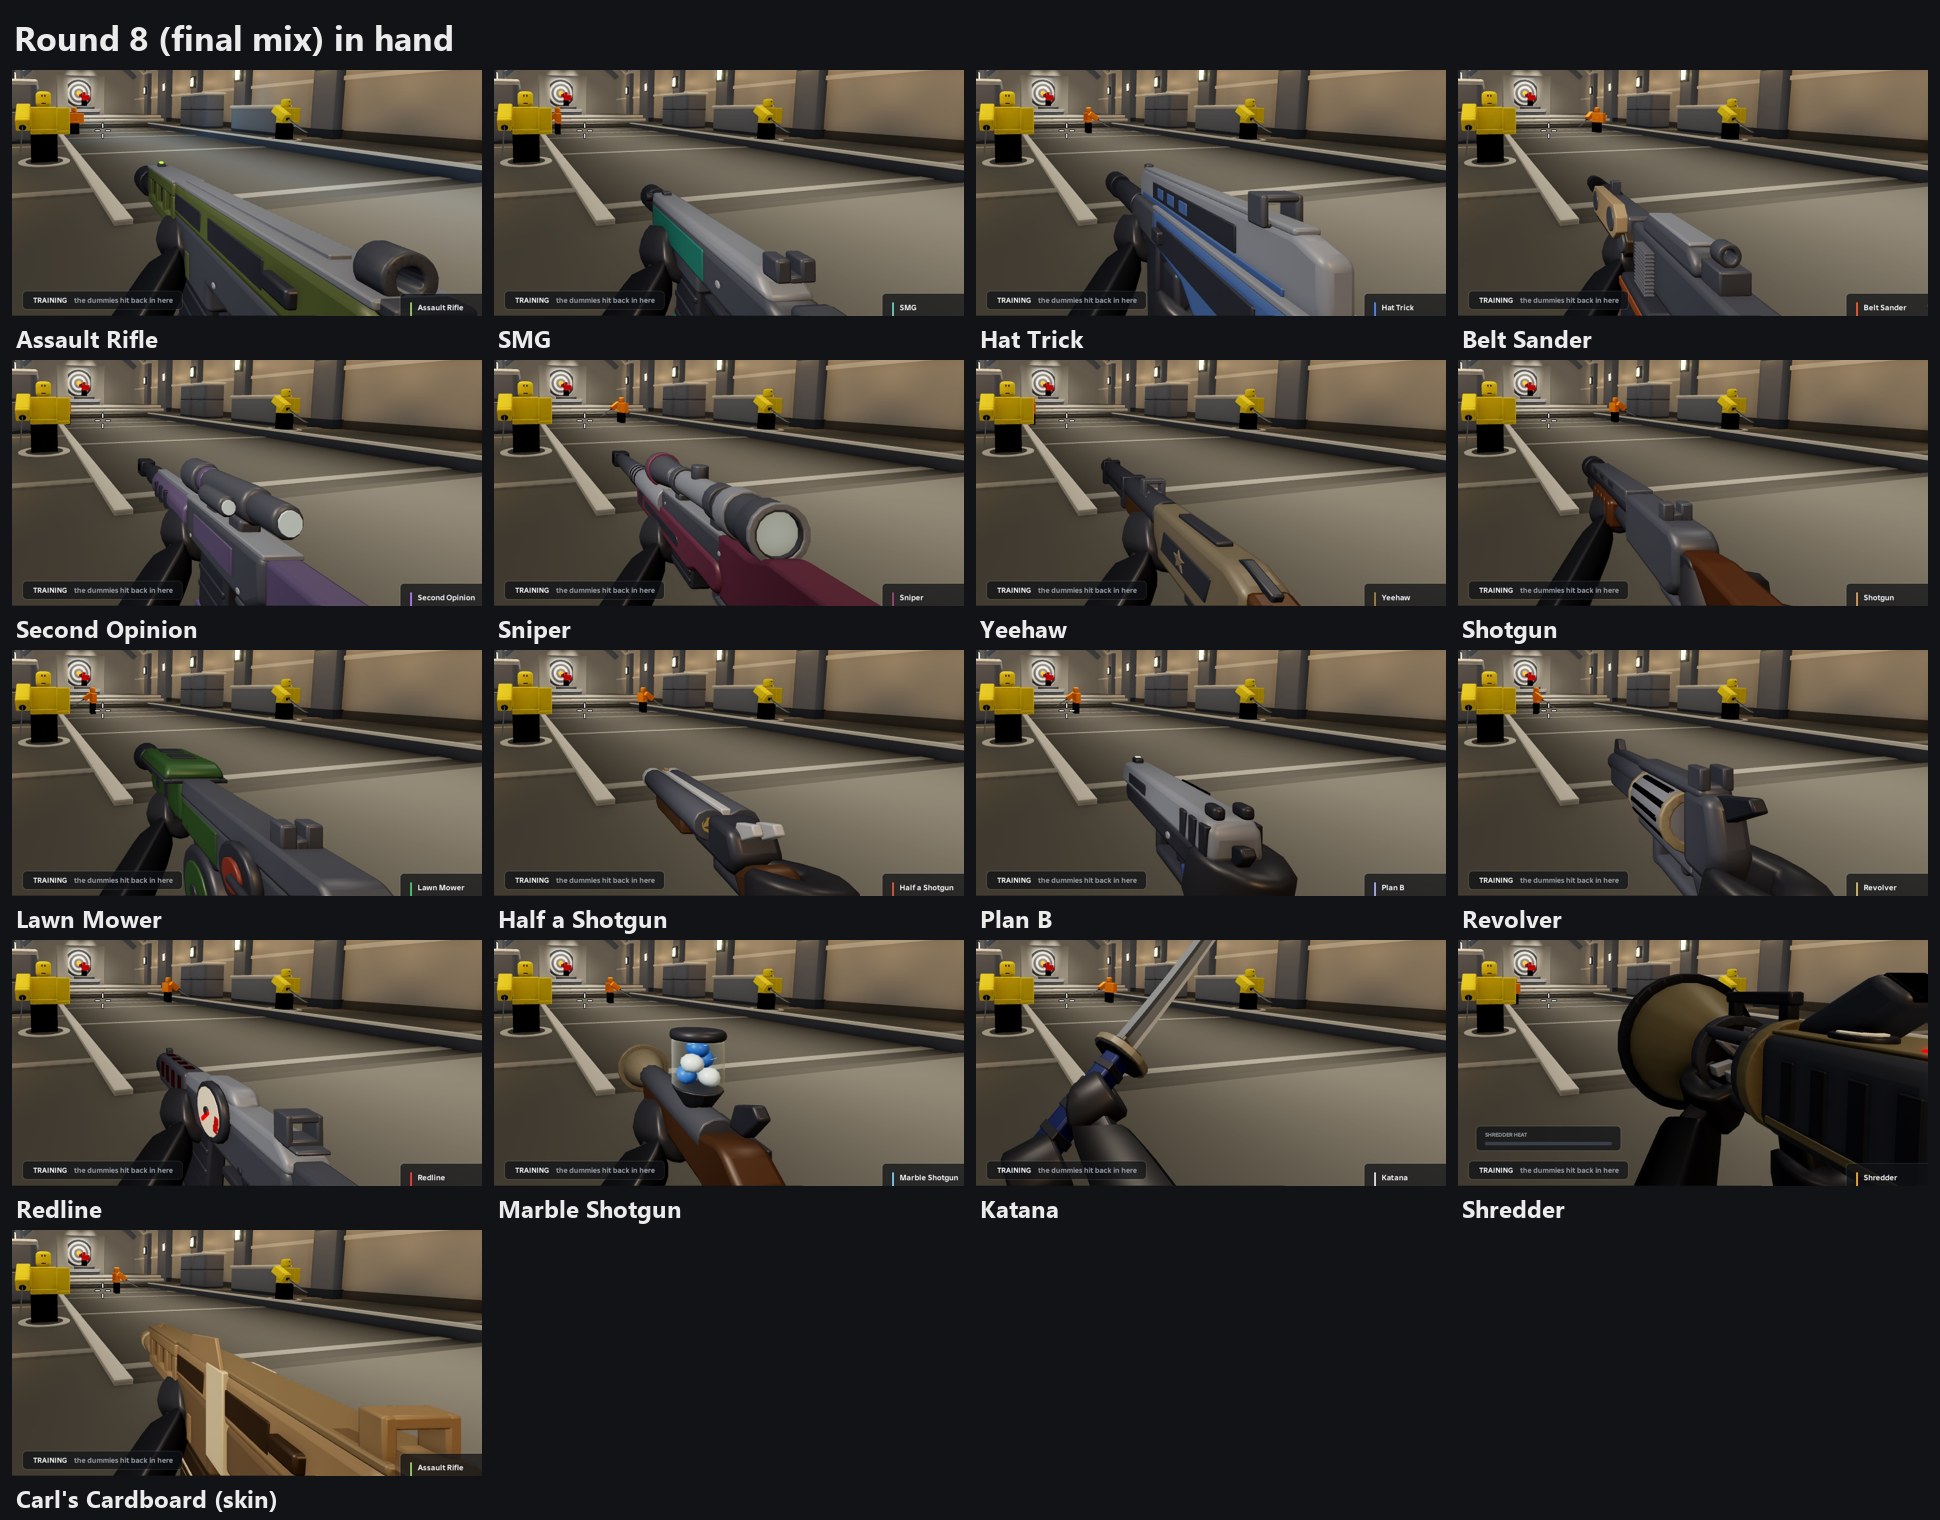 Round 8 (final mix) in hand
TRAINING the dummies hit back in here
Assault Rifle
TRAINING the dummies hit back in here
SMG
TRAINING the dummies hit back in here
Hat Trick
TRAINING the dummies hit back in here
Belt Sander
Assault Rifle
SMG
Hat Trick
Belt Sander
TRAINING the dummies hit back in here
Second Opinion
TRAINING the dummies hit back in here
Sniper
TRAINING the dummies hit back in here
Yeehaw
TRAINING the dummies hit back in here
Shotgun
Second Opinion
Sniper
Yeehaw
Shotgun
TRAINING the dummies hit back in here
Lawn Mower
TRAINING the dummies hit back in here
Half a Shotgun
TRAINING the dummies hit back in here
Plan B
TRAINING the dummies hit back in here
Revolver
Lawn Mower
Half a Shotgun
Plan B
Revolver
TRAINING the dummies hit back in here
Redline
TRAINING the dummies hit back in here
Marble Shotgun
TRAINING the dummies hit back in here
Katana
SHREDDER HEAT
TRAINING the dummies hit back in here
Shredder
Redline
Marble Shotgun
Katana
Shredder
TRAINING the dummies hit back in here
Assault Rifle
Carl's Cardboard (skin)